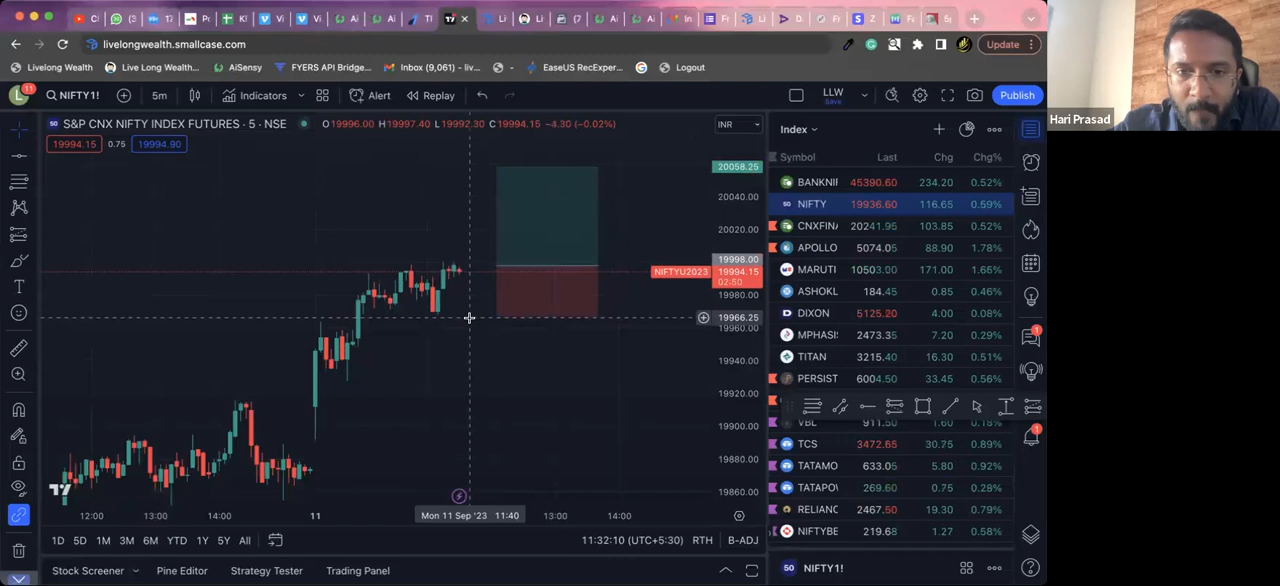 livelongwealth.smallcase.com
Update
Livelong Wealth
Live Long Wealth...
AiSensy
FYERS API Bridge...
Inbox (9,061) - liv...
EaseUS RecExper...
Logout
Hari Prasad
L
11
NIFTY1!
5m
Indicators
Alert
Replay
LLW
Save
Publish
S&P CNX NIFTY INDEX FUTURES · 5 · NSE
O19996.00 H19997.40 L19992.30 C19994.15 −4.30 (−0.02%)
INR
19994.15 0.75 19994.90
20058.25
20040.00
20020.00
19998.00
NIFTYU2023 19994.15
02:50
19980.00
19966.25
19960.00
19940.00
19920.00
19900.00
19880.00
19860.00
12:00 13:00 14:00 11 Mon 11 Sep '23 11:40 13:00 14:00
1D 5D 1M 3M 6M YTD 1Y 5Y All
11:32:10 (UTC+5:30) RTH B-ADJ
Stock Screener Pine Editor Strategy Tester Trading Panel
Index
Symbol Last Chg Chg%
BANKNIF 45390.60 234.20 0.52%
NIFTY 19936.60 116.65 0.59%
CNXFIN 20241.95 103.85 0.52%
APOLLO 5074.05 88.90 1.78%
MARUTI 10503.00 171.00 1.66%
ASHOKL 184.45 0.85 0.46%
DIXON 5125.20 4.00 0.08%
MPHASI 2473.35 7.20 0.29%
TITAN 3215.40 16.30 0.51%
PERSIST 6004.50 33.45 0.56%
VBL 911.50 1.60 0.18%
TCS 3472.65 30.75 0.89%
TATAMO 633.05 5.80 0.92%
TATAPO 269.60 0.75 0.28%
RELIANC 2467.50 19.30 0.79%
NIFTYBE 219.68 1.27 0.58%
NIFTY1!